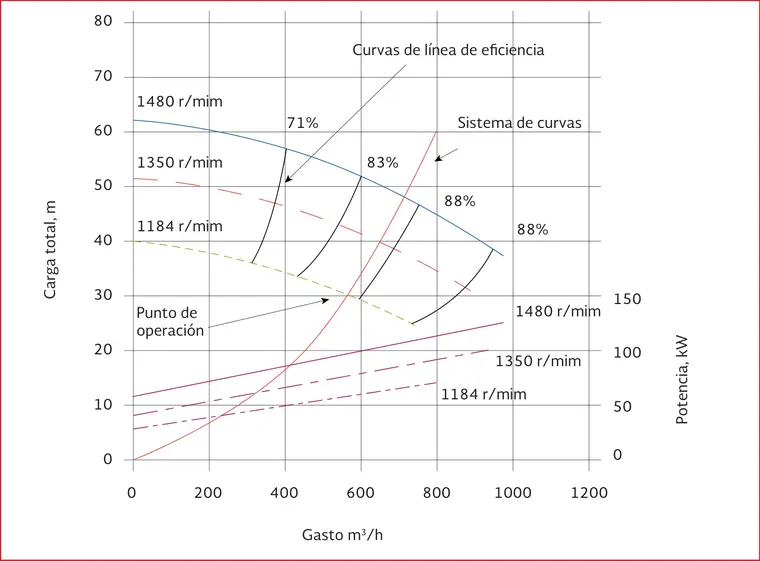 80
70
60
50
40
30
20
10
0
Carga total, m
Curvas de línea de eficiencia
Sistema de curvas
1480 r/mim
71%
1350 r/mim
83%
88%
1184 r/mim
88%
Punto de
operación
1480 r/mim
1350 r/mim
1184 r/mim
150
100
50
0
Potencia, kW
0 200 400 600 800 1000 1200
Gasto m³/h